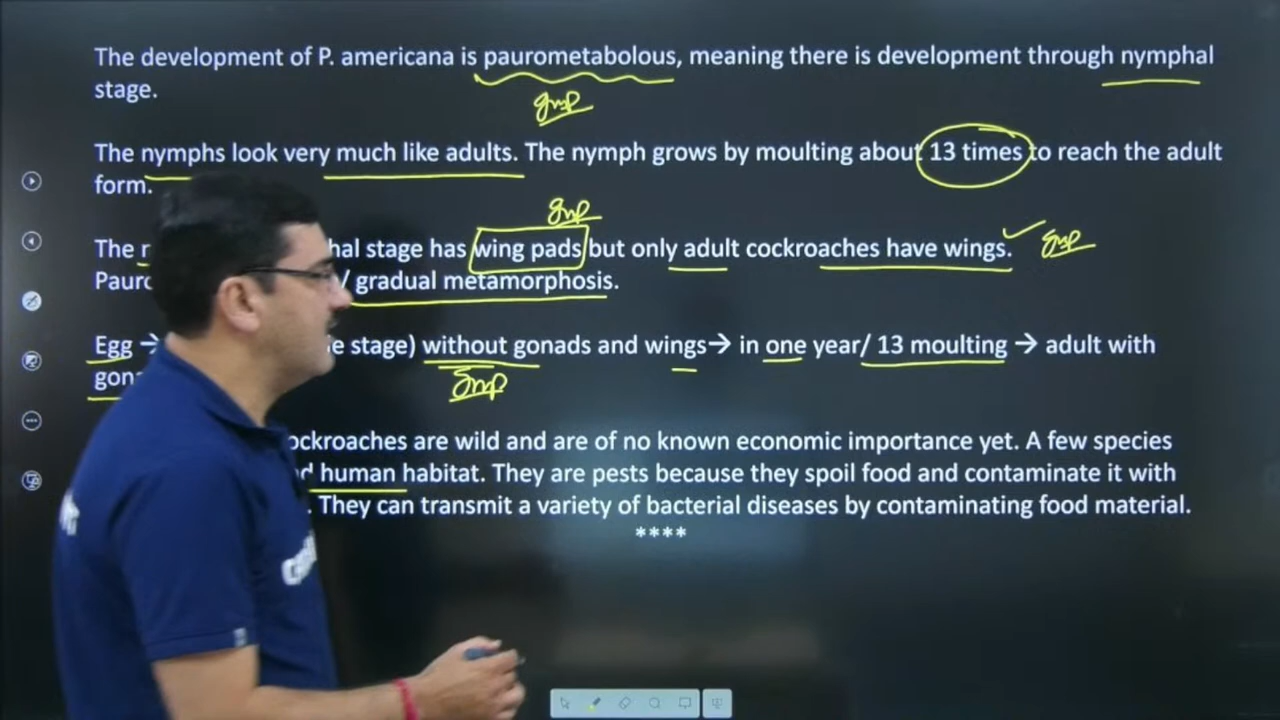 The development of P. americana is paurometabolous, meaning there is development through nymphal
stage.
Imp
The nymphs look very much like adults. The nymph grows by moulting about 13 times to reach the adult
form.
Imp
The hal stage has wing pads but only adult cockroaches have wings. Imp
Pauro / gradual metamorphosis.
Egg → e stage) without gonads and wings→ in one year/ 13 moulting → adult with
Imp
gona
ockroaches are wild and are of no known economic importance yet. A few species
d human habitat. They are pests because they spoil food and contaminate it with
. They can transmit a variety of bacterial diseases by contaminating food material.
****